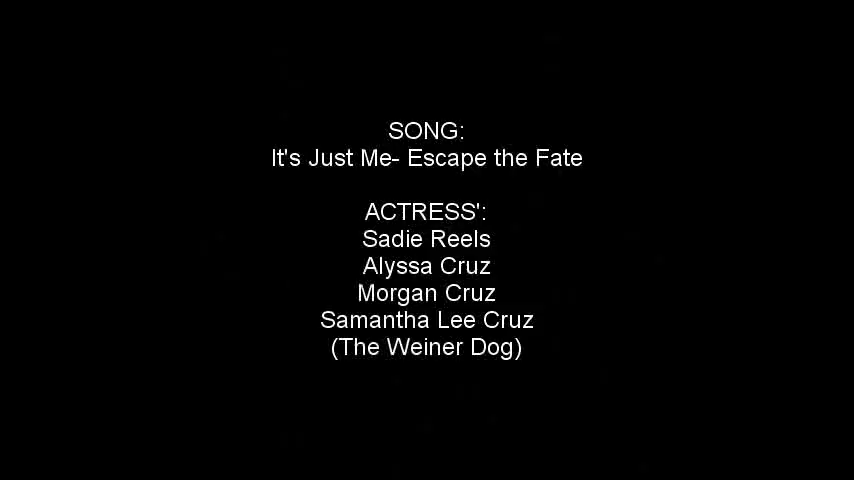 SONG:
It's Just Me- Escape the Fate
ACTRESS':
Sadie Reels
Alyssa Cruz
Morgan Cruz
Samantha Lee Cruz
(The Weiner Dog)